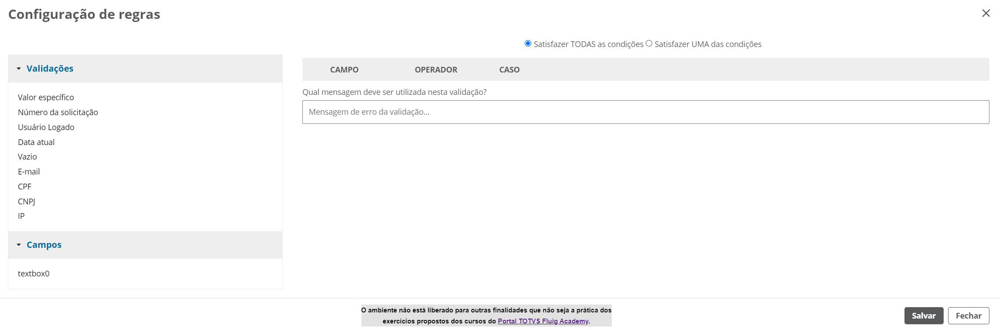 Configuração de regras
Satisfazer TODAS as condições Satisfazer UMA das condições
Validações
Valor específico
Número da solicitação
Usuário Logado
Data atual
Vazio
E-mail
CPF
CNPJ
IP
Campos
textbox0
CAMPO OPERADOR CASO
Qual mensagem deve ser utilizada nesta validação?
Mensagem de erro da validação...
O ambiente não está liberado para outras finalidades que não seja a prática dos
exercícios propostos dos cursos do Portal TOTVS Fluig Academy.
Salvar Fechar